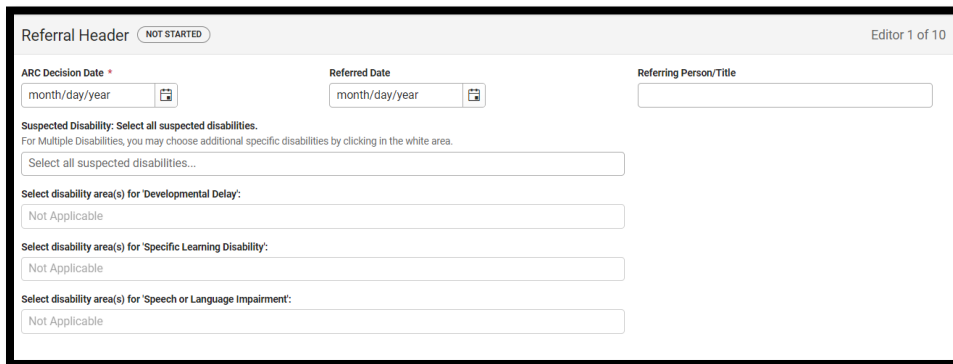 Referral Header NOT STARTED Editor 1 of 10
ARC Decision Date * Referred Date Referring Person/Title
month/day/year month/day/year
Suspected Disability: Select all suspected disabilities.
For Multiple Disabilities, you may choose additional specific disabilities by clicking in the white area.
Select all suspected disabilities...
Select disability area(s) for 'Developmental Delay':
Not Applicable
Select disability area(s) for 'Specific Learning Disability':
Not Applicable
Select disability area(s) for 'Speech or Language Impairment':
Not Applicable